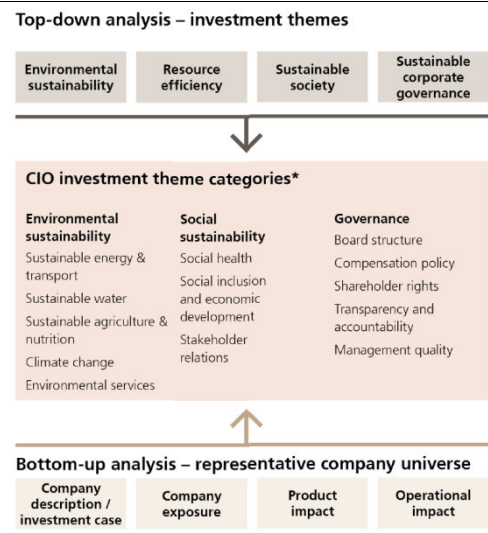 Top-down analysis – investment themes
Environmental
sustainability
Resource
efficiency
Sustainable
society
Sustainable
corporate
governance
CIO investment theme categories*
Environmental
sustainability
Sustainable energy &
transport
Sustainable water
Sustainable agriculture &
nutrition
Climate change
Environmental services
Social
sustainability
Social health
Social inclusion
and economic
development
Stakeholder
relations
Governance
Board structure
Compensation policy
Shareholder rights
Transparency and
accountability
Management quality
Bottom-up analysis – representative company universe
Company
description /
investment case
Company
exposure
Product
impact
Operational
impact